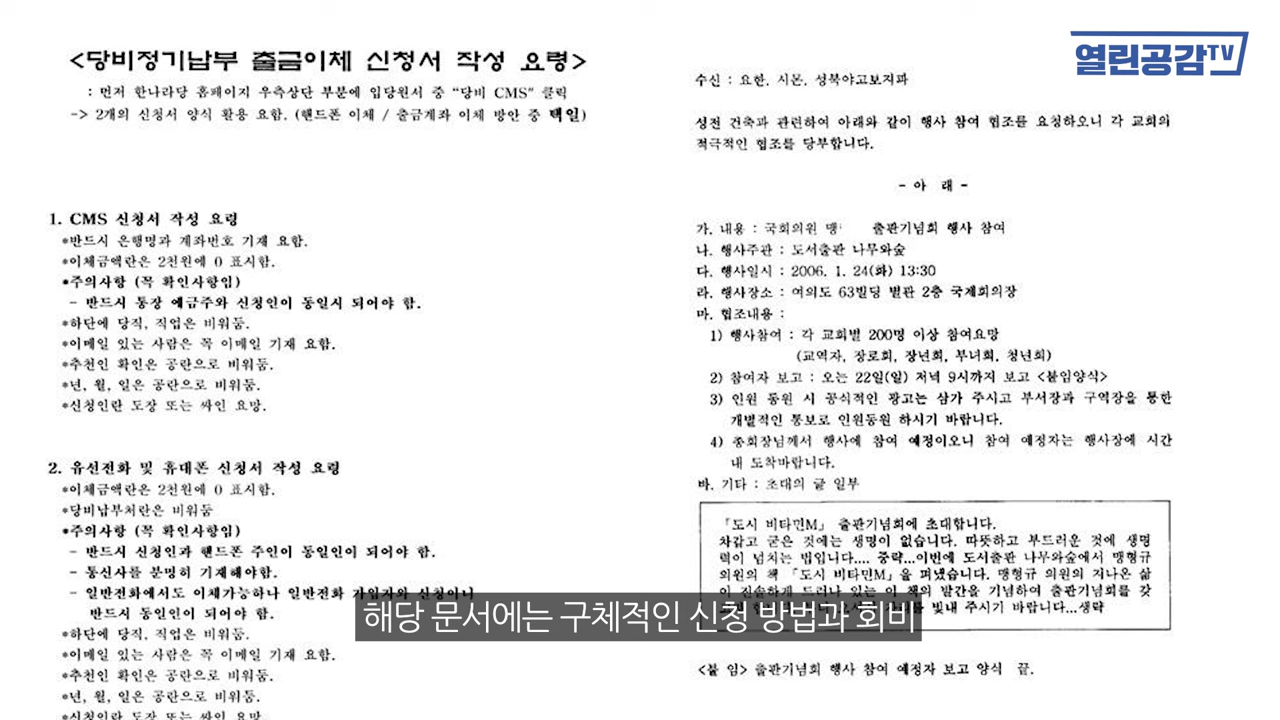 열린공감TV
<당비정기납부 출금이체 신청서 작성 요령>
: 먼저 한나라당 홈페이지 우측상단 부분에 입당원서 중 "당비 CMS" 클릭
-> 2개의 신청서 양식 활용 요함. (핸드폰 이체 / 출금계좌 이체 방안 중 택일)
1. CMS 신청서 작성 요령
*반드시 은행명과 계좌번호 기재 요함.
*이체금액란은 2천원에 0 표시함.
*주의사항 (꼭 확인사항임)
- 반드시 통장 예금주와 신청인이 동일시 되어야 함.
*하단에 당직, 직업은 비워둠.
*이메일 있는 사람은 꼭 이메일 기재 요함.
*추천인 확인은 공란으로 비워둠.
*년, 월, 일은 공란으로 비워둠.
*신청인란 도장 또는 싸인 요망.
2. 유선전화 및 휴대폰 신청서 작성 요령
*이체금액란은 2천원에 0 표시함.
*당비납부처란은 비워둠
*주의사항 (꼭 확인사항임)
- 반드시 신청인과 핸드폰 주인이 동일인이 되어야 함.
- 통신사를 분명히 기재해야함.
- 일반전화에서도 이체가능하나 일반전화 가입자와 신청인이
반드시 동일인이 되어야 함.
*하단에 당직, 직업은 비워둠.
*이메일 있는 사람은 꼭 이메일 기재 요함.
*추천인 확인은 공란으로 비워둠.
*년, 월, 일은 공란으로 비워둠.
*신청인란 도장 또는 싸인 요망.
수신 : 요한, 시몬, 성북야고보지파
성전 건축과 관련하여 아래와 같이 행사 참여 협조를 요청하오니 각 교회의
적극적인 협조를 당부합니다.
- 아 래 -
가. 내용 : 국회의원 맹 출판기념회 행사 참여
나. 행사주관 : 도서출판 나무와숲
다. 행사일시 : 2006. 1. 24(화) 13:30
라. 행사장소 : 여의도 63빌딩 별관 2층 국제회의장
마. 협조내용 :
1) 행사참여 : 각 교회별 200명 이상 참여요망
(교역자, 장로회, 장년회, 부녀회, 청년회)
2) 참여자 보고 : 오는 22일(일) 저녁 9시까지 보고 <붙임양식>
3) 인원 동원 시 공식적인 광고는 삼가 주시고 부서장과 구역장을 통한
개별적인 통보로 인원동원 하시기 바랍니다.
4) 총회장님께서 행사에 참여 예정이오니 참여 예정자는 행사장에 시간
내 도착바랍니다.
바. 기타 : 초대의 글 일부
「도시 비타민M」 출판기념회에 초대합니다.
차갑고 굳은 것에는 생명이 없습니다. 따뜻하고 부드러운 것에 생명
력이 넘치는 법입니다.... 중략...이번에 도서출판 나무와숲에서 맹형규
의원의 책 「도시 비타민M」을 펴냈습니다. 맹형규 의원의 지나온 삶
이 진솔하게 드러나 있는 이 책의 발간을 기념하여 출판기념회를 갖
빛내 주시기 바랍니다...생략
<붙 임> 출판기념회 행사 참여 예정자 보고 양식 끝.
해당 문서에는 구체적인 신청 방법과 회비